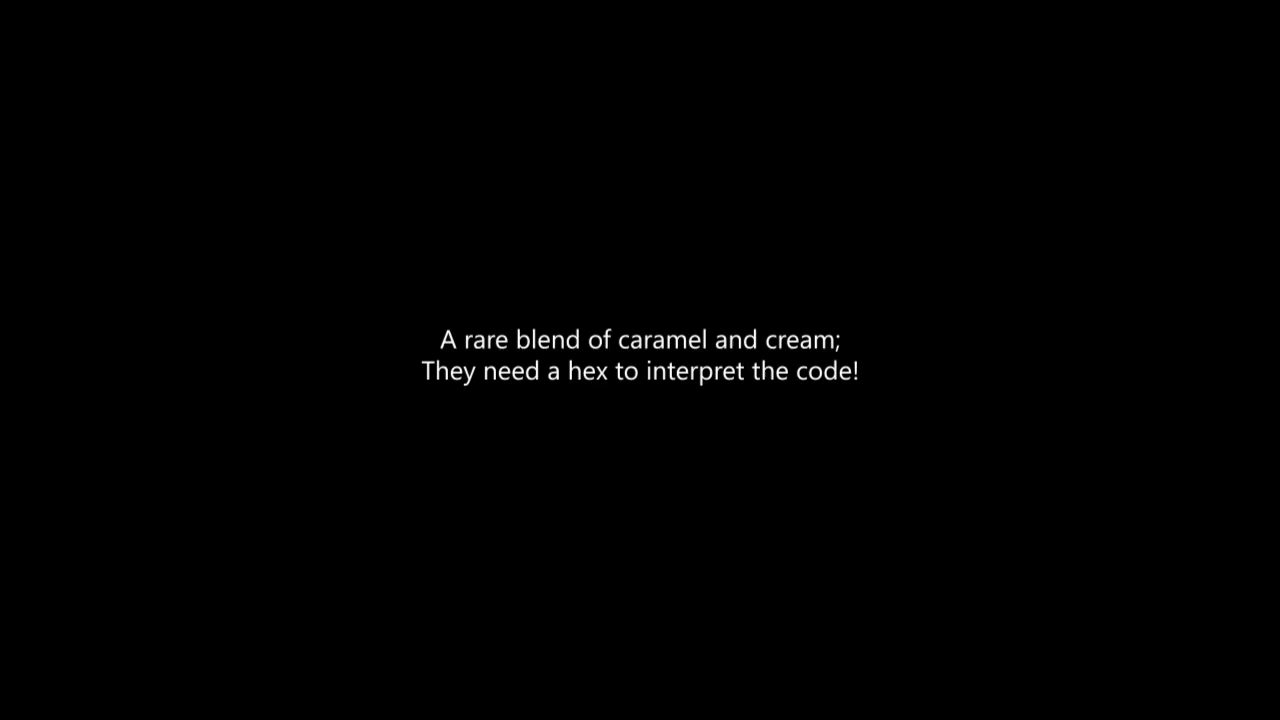 A rare blend of caramel and cream;
They need a hex to interpret the code!